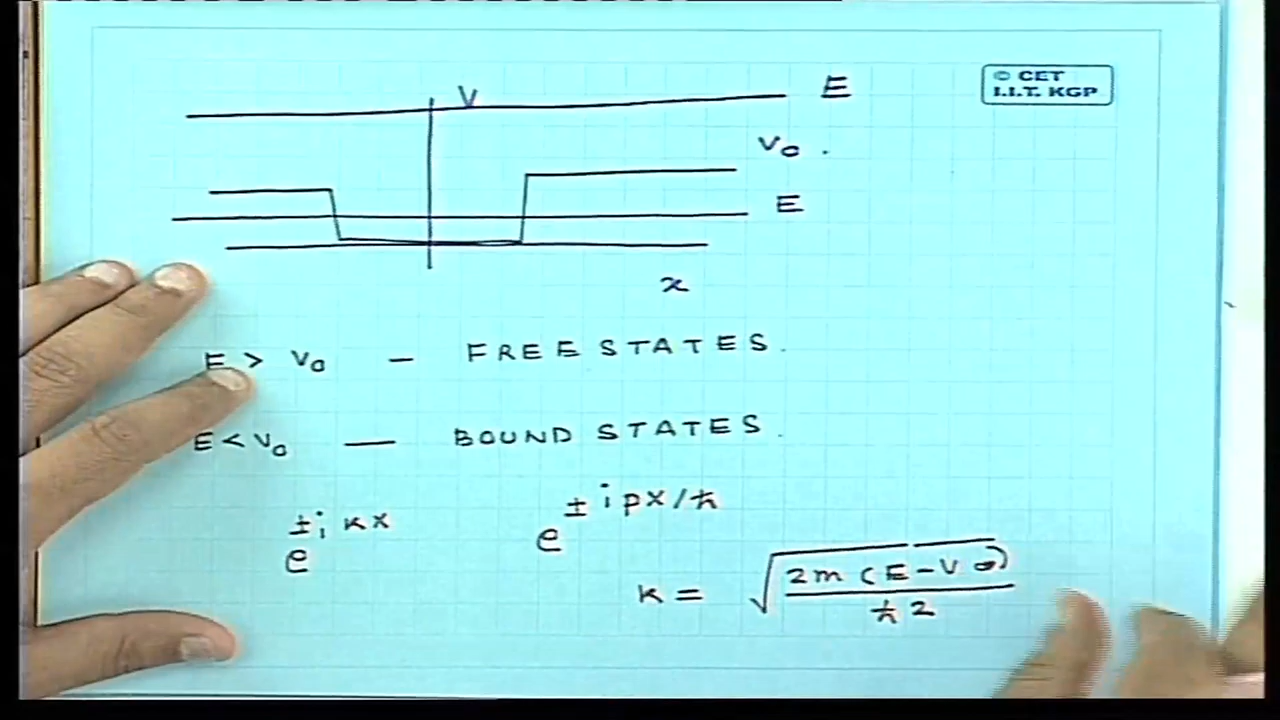 © CET
I.I.T. KGP
V
E
V₀
E
x
E > V₀ — FREE STATES.
E < V₀ — BOUND STATES.
e^{±ikx} e^{±ipx/ħ}
k = √(2m(E-V₀)/ħ²)